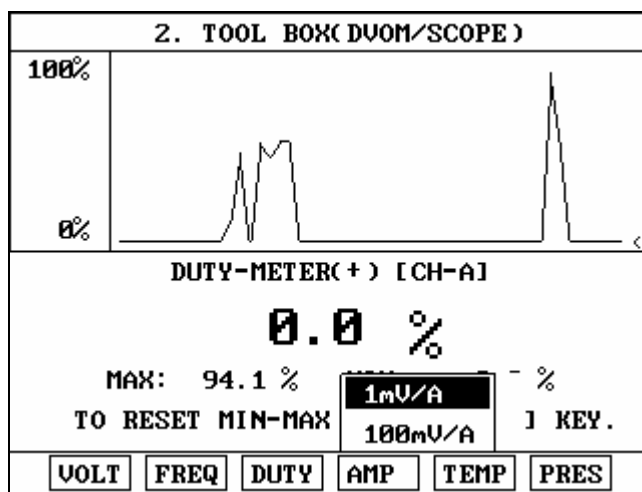 2. TOOL BOX(DVOM/SCOPE)
100%
0%
DUTY-METER(+) [CH-A]
0.0 %
MAX: 94.1 % %
1mV/A
TO RESET MIN-MAX ] KEY.
100mV/A
VOLT FREQ DUTY AMP TEMP PRES